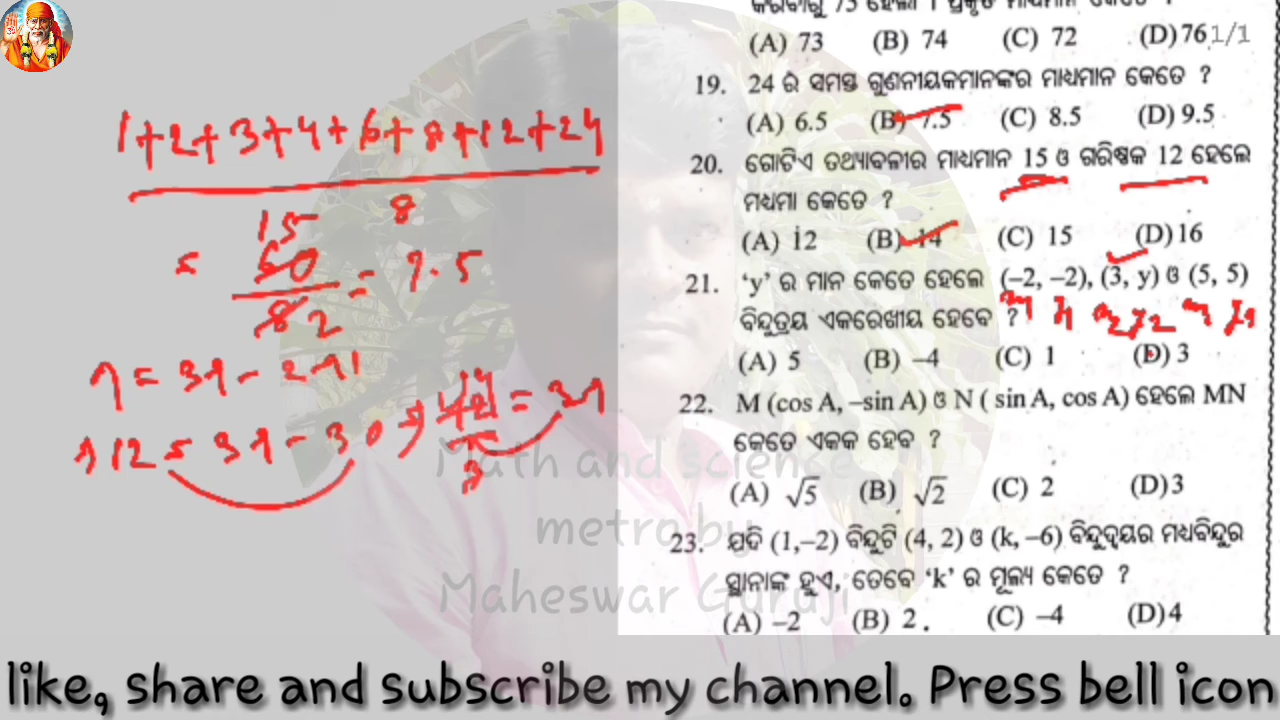 (A) 73 (B) 74 (C) 72 (D) 76 1/1
19. 24 ର ସମସ୍ତ ଗୁଣନୀୟକମାନଙ୍କର ମାଧ୍ୟମାନ କେତେ ?
(A) 6.5 (B) 7.5 (C) 8.5 (D) 9.5
20. ଗୋଟିଏ ତଥ୍ୟାବଳୀର ମାଧ୍ୟମାନ 15 ଓ ଗରିଷ୍ଠକ 12 ହେଲେ
ମଧ୍ୟମା କେତେ ?
(A) 12 (B) 14 (C) 15 (D) 16
21. ‘y’ ର ମାନ କେତେ ହେଲେ (–2, –2), (3, y) ଓ (5, 5)
ବିନ୍ଦୁତ୍ରୟ ଏକରେଖୀୟ ହେବେ ?
(A) 5 (B) –4 (C) 1 (D) 3
22. M (cos A, –sin A) ଓ N ( sin A, cos A) ହେଲେ MN
କେତେ ଏକକ ହେବ ?
(A) √5 (B) √2 (C) 2 (D) 3
23. ଯଦି (1,–2) ବିନ୍ଦୁଟି (4, 2) ଓ (k, –6) ବିନ୍ଦୁଦ୍ୱୟର ମଧ୍ୟବିନ୍ଦୁର
ସ୍ଥାନାଙ୍କ ହୁଏ, ତେବେ ‘k’ ର ମୂଲ୍ୟ କେତେ ?
(A) –2 (B) 2 . (C) –4 (D) 4
1+2+3+4+6+8+12+24
8
15
= 60 = 7.5
8 2
Math and science
metro by
Maheswar Guruji
like, share and subscribe my channel. Press bell icon